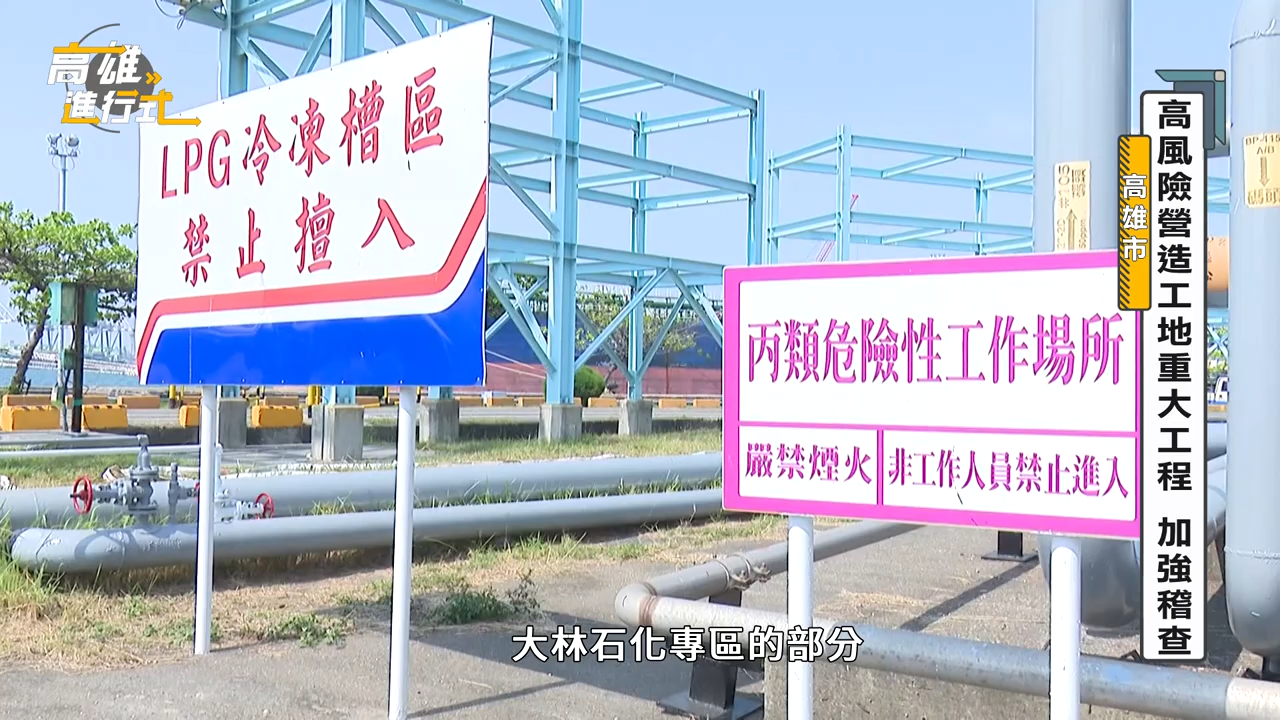 高雄
進行式
LPG冷凍槽區
禁止擅入
丙類危險性工作場所
嚴禁煙火
非工作人員禁止進入
高雄市
高風險營造工地重大工程 加強稽查
BP-115
A/B
大林石化專區的部分